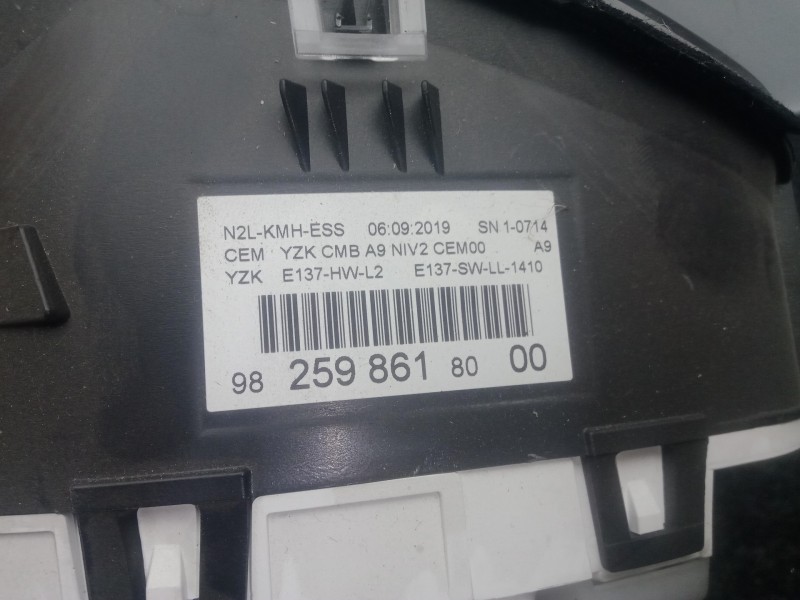 N2L-KMH-ESS 06:09:2019 SN 1-0714
CEM YZK CMB A9 NIV2 CEM00 A9
YZK E137-HW-L2 E137-SW-LL-1410
98 259 861 80 00